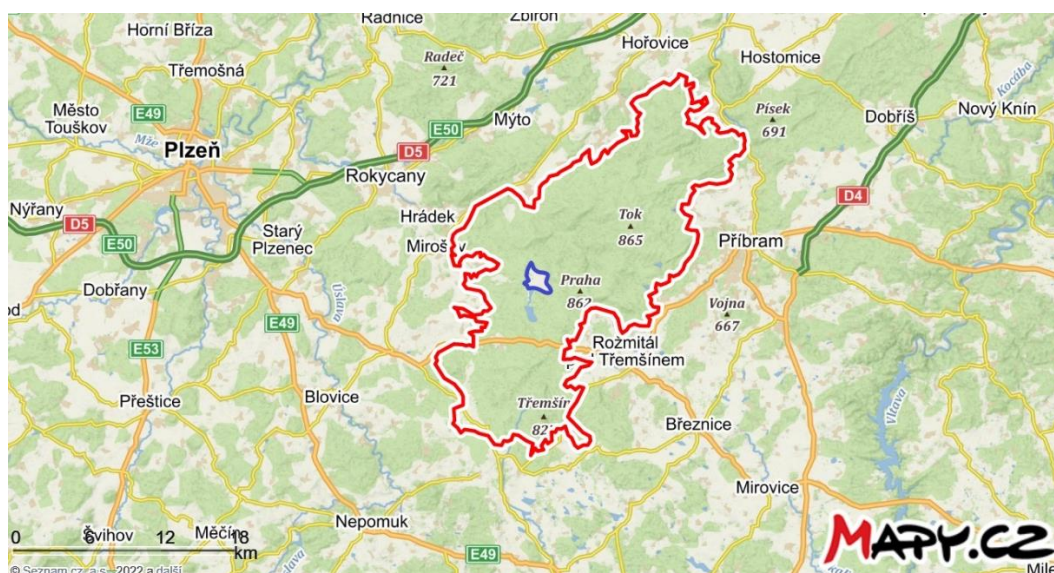 Radnice
Zbiroh
Horní Bříza
Hořovice
Radeč
721
Hostomice
Třemošná
Kocába
Město
Touškov
E49
Písek
691
Dobříš
Nový Knín
Mže
E50
Mýto
Plzeň
D5
Rokycany
Nýřany
D5
Hrádek
Tok
865
D4
E50
Starý
Plzenec
Mirošov
Příbram
Dobřany
Úslava
Praha
862
Vojna
667
E49
E53
Rozmitál
pod Třemšínem
Přeštice
Blovice
Třemšín
Vltava
Březnice
Mirovice
Nepomuk
Švihov
Měčín
0
6
12
18
km
E49
MAPY.CZ
© Seznam.cz, a.s., 2022 a další